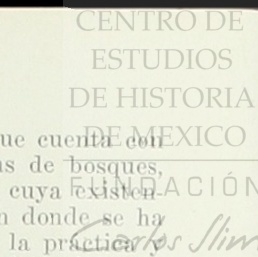 CENTRO DE
ESTUDIOS
DE HISTORIA
DE MEXICO
FUNDACIÓN
Carlos Slim
ue cuenta con
as de bosques,
cuya existen-
n donde se ha
la práctica y